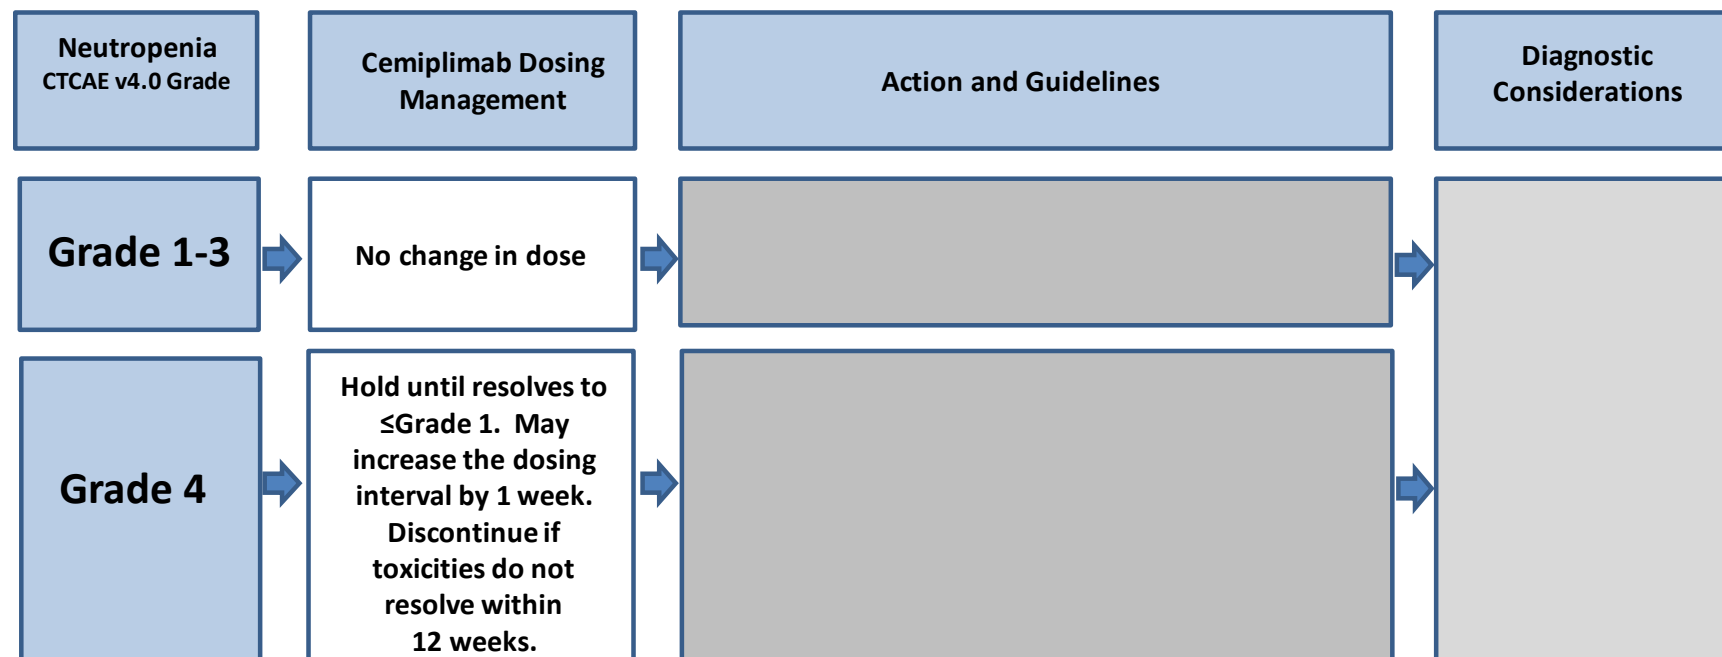 Neutropenia
CTCAE v4.0 Grade
Cemiplimab Dosing
Management
Action and Guidelines
Diagnostic
Considerations
Grade 1-3
No change in dose
Grade 4
Hold until resolves to
≤Grade 1. May
increase the dosing
interval by 1 week.
Discontinue if
toxicities do not
resolve within
12 weeks.